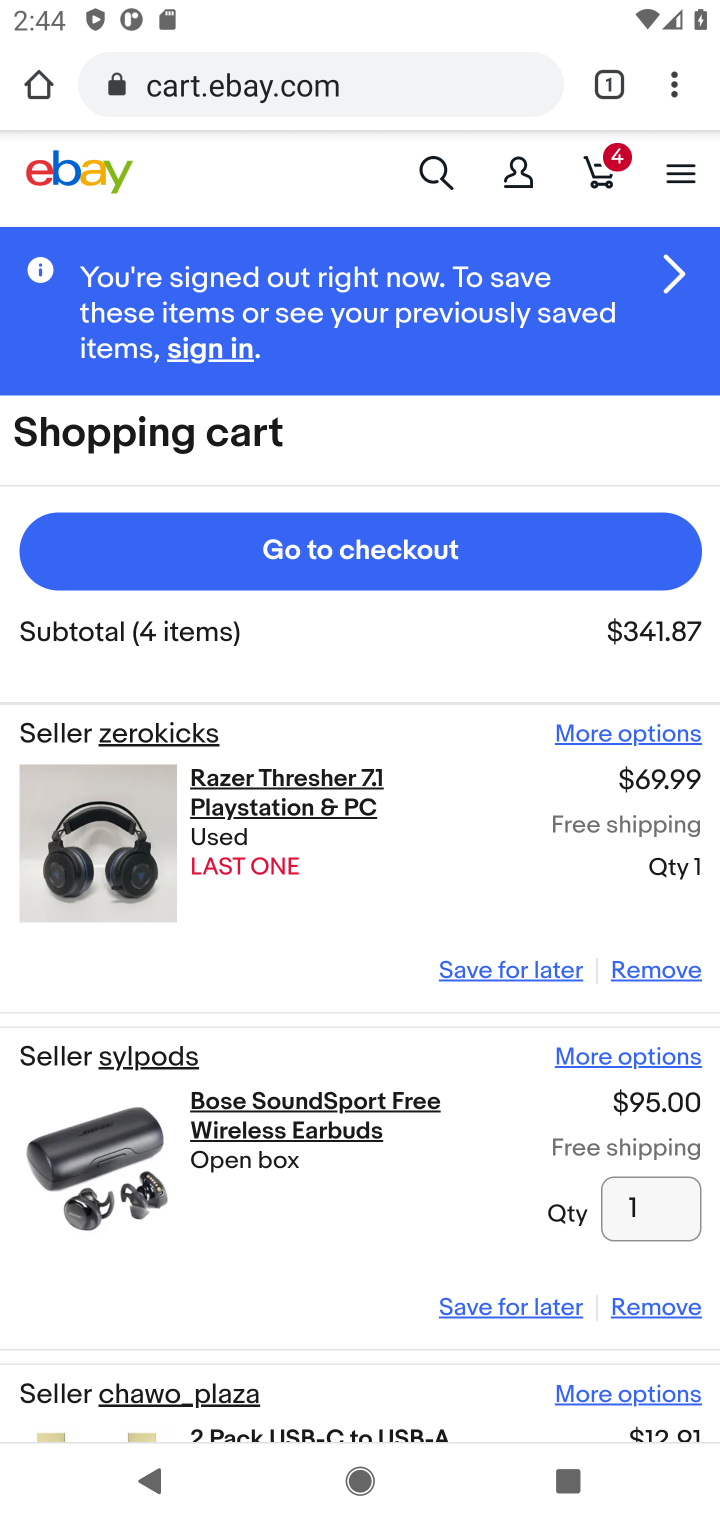 2:44
cart.ebay.com
1
ebay
4
You're signed out right now. To save
these items or see your previously saved
items, sign in.
Shopping cart
Go to checkout
Subtotal (4 items) $341.87
Seller zerokicks More options
Razer Thresher 7.1 $69.99
Playstation & PC
Free shipping
Used
LAST ONE Qty 1
Save for later Remove
Seller sylpods More options
Bose SoundSport Free $95.00
Wireless Earbuds
Free shipping
Open box
Qty 1
Save for later Remove
Seller chawo_plaza More options
2 Pack USB-C to USB-A $12.91